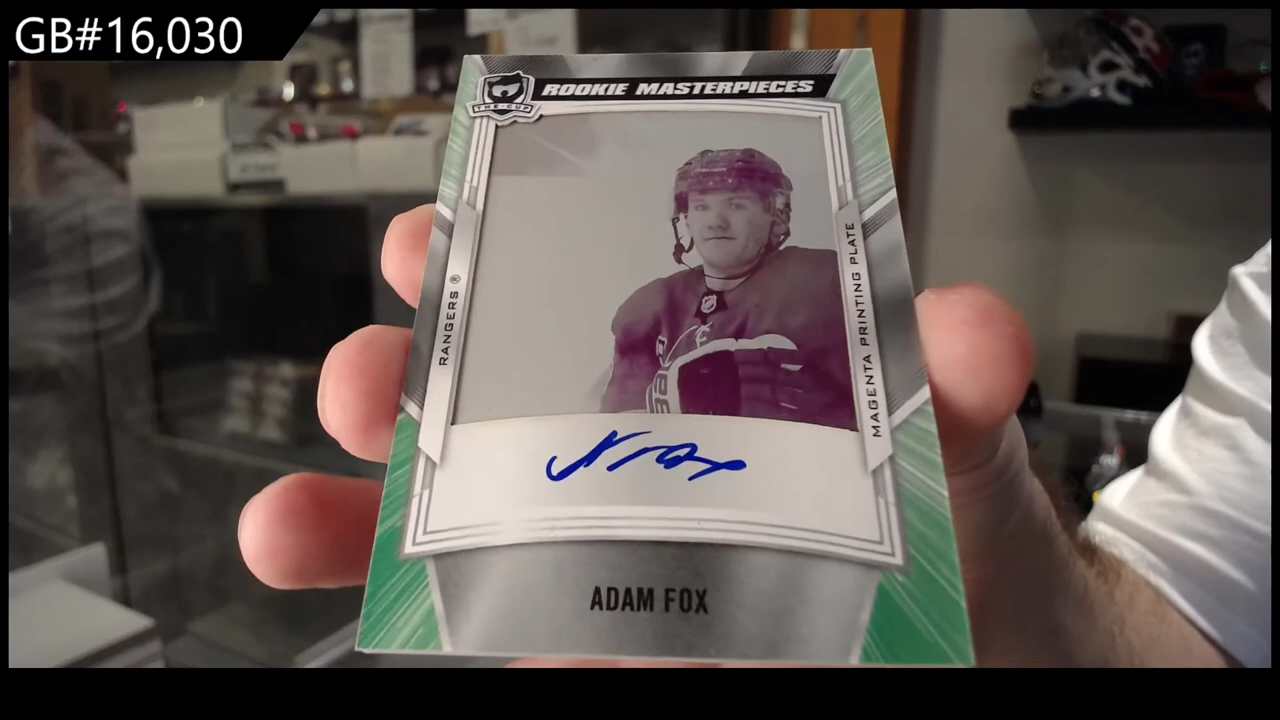 GB#16,030
THE CUP
ROOKIE MASTERPIECES
RANGERS ®
MAGENTA PRINTING PLATE
ADAM FOX